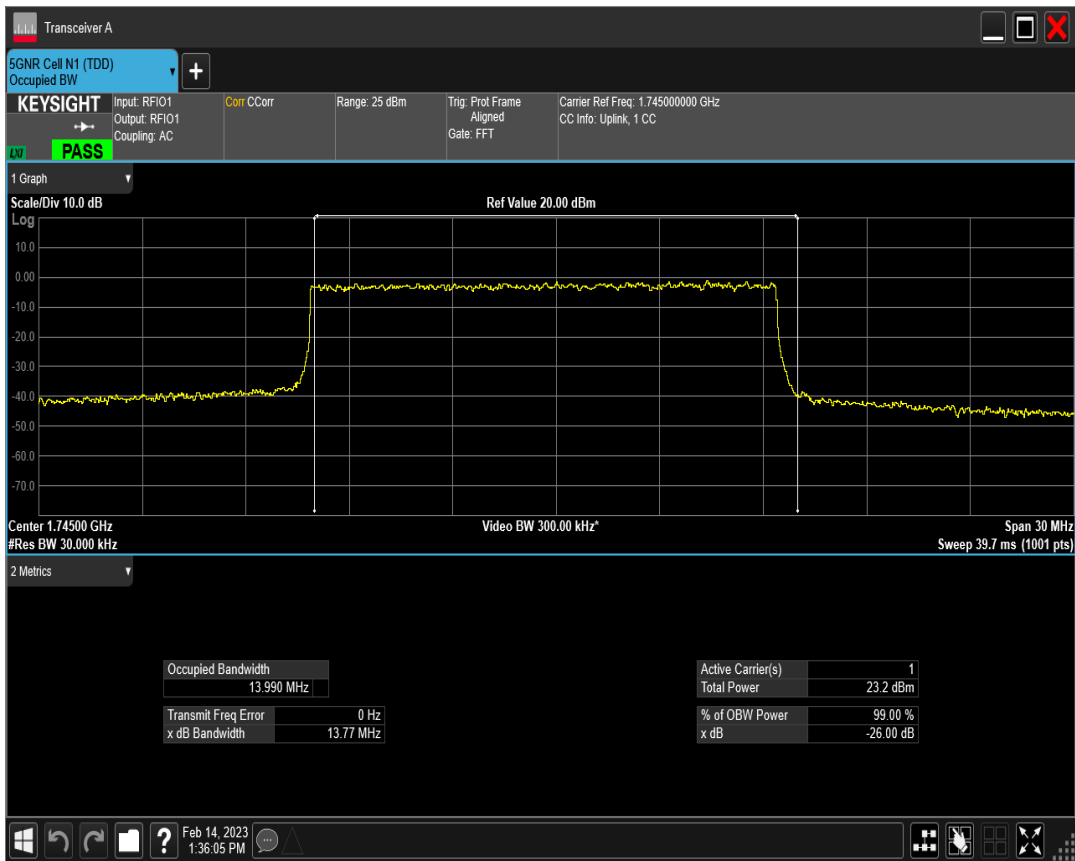 Transceiver A
5GNR Cell N1 (TDD)
Occupied BW
+
KEYSIGHT
LXI
PASS
Input: RFIO1
Output: RFIO1
Coupling: AC
Corr CCorr
Range: 25 dBm
Trig: Prot Frame
Aligned
Gate: FFT
Carrier Ref Freq: 1.745000000 GHz
CC Info: Uplink, 1 CC
1 Graph
Scale/Div 10.0 dB
Ref Value 20.00 dBm
Log
10.0
0.00
-10.0
-20.0
-30.0
-40.0
-50.0
-60.0
-70.0
Center 1.74500 GHz
Video BW 300.00 kHz*
Span 30 MHz
#Res BW 30.000 kHz
Sweep 39.7 ms (1001 pts)
2 Metrics
Occupied Bandwidth
13.990 MHz
Transmit Freq Error 0 Hz
x dB Bandwidth 13.77 MHz
Active Carrier(s) 1
Total Power 23.2 dBm
% of OBW Power 99.00 %
x dB -26.00 dB
?
Feb 14, 2023
1:36:05 PM